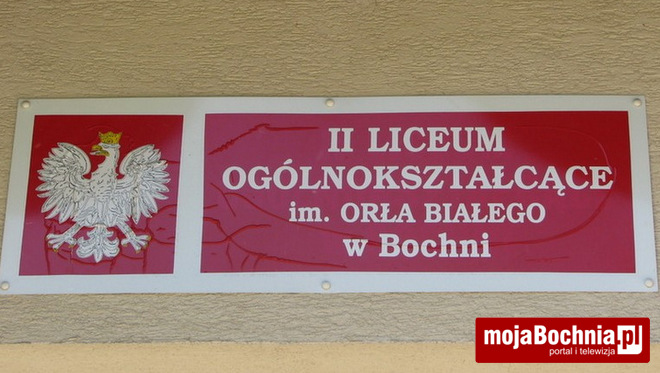 II LICEUM
OGÓLNOKSZTAŁCĄCE
im. ORŁA BIAŁEGO
w Bochni
mojaBochnia.pl
portal i telewizja